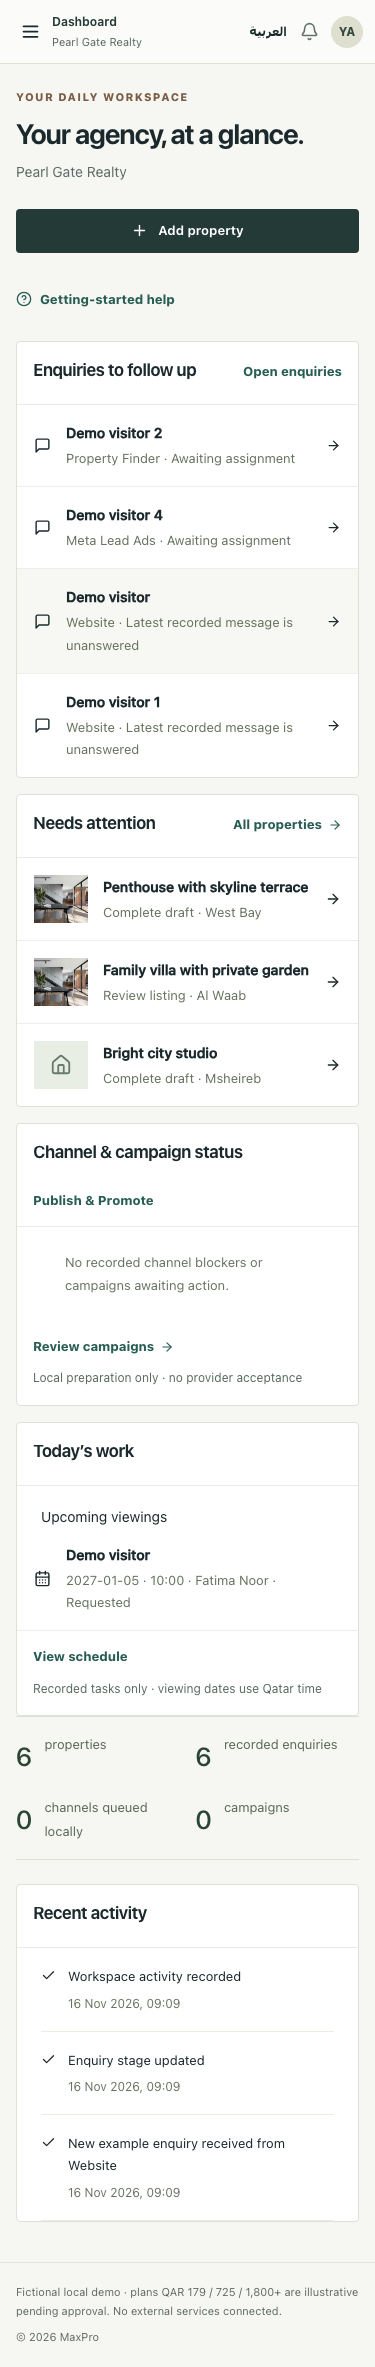 Dashboard
Pearl Gate Realty
العربية
YA
YOUR DAILY WORKSPACE
Your agency, at a glance.
Pearl Gate Realty
Add property
Getting-started help
Enquiries to follow up
Open enquiries
Demo visitor 2
Property Finder · Awaiting assignment
Demo visitor 4
Meta Lead Ads · Awaiting assignment
Demo visitor
Website · Latest recorded message is
unanswered
Demo visitor 1
Website · Latest recorded message is
unanswered
Needs attention
All properties
Penthouse with skyline terrace
Complete draft · West Bay
Family villa with private garden
Review listing · Al Waab
Bright city studio
Complete draft · Msheireb
Channel & campaign status
Publish & Promote
No recorded channel blockers or
campaigns awaiting action.
Review campaigns
Local preparation only · no provider acceptance
Today’s work
Upcoming viewings
Demo visitor
2027-01-05 · 10:00 · Fatima Noor ·
Requested
View schedule
Recorded tasks only · viewing dates use Qatar time
6 properties
6 recorded enquiries
0 channels queued
locally
0 campaigns
Recent activity
Workspace activity recorded
16 Nov 2026, 09:09
Enquiry stage updated
16 Nov 2026, 09:09
New example enquiry received from
Website
16 Nov 2026, 09:09
Fictional local demo · plans QAR 179 / 725 / 1,800+ are illustrative
pending approval. No external services connected.
© 2026 MaxPro